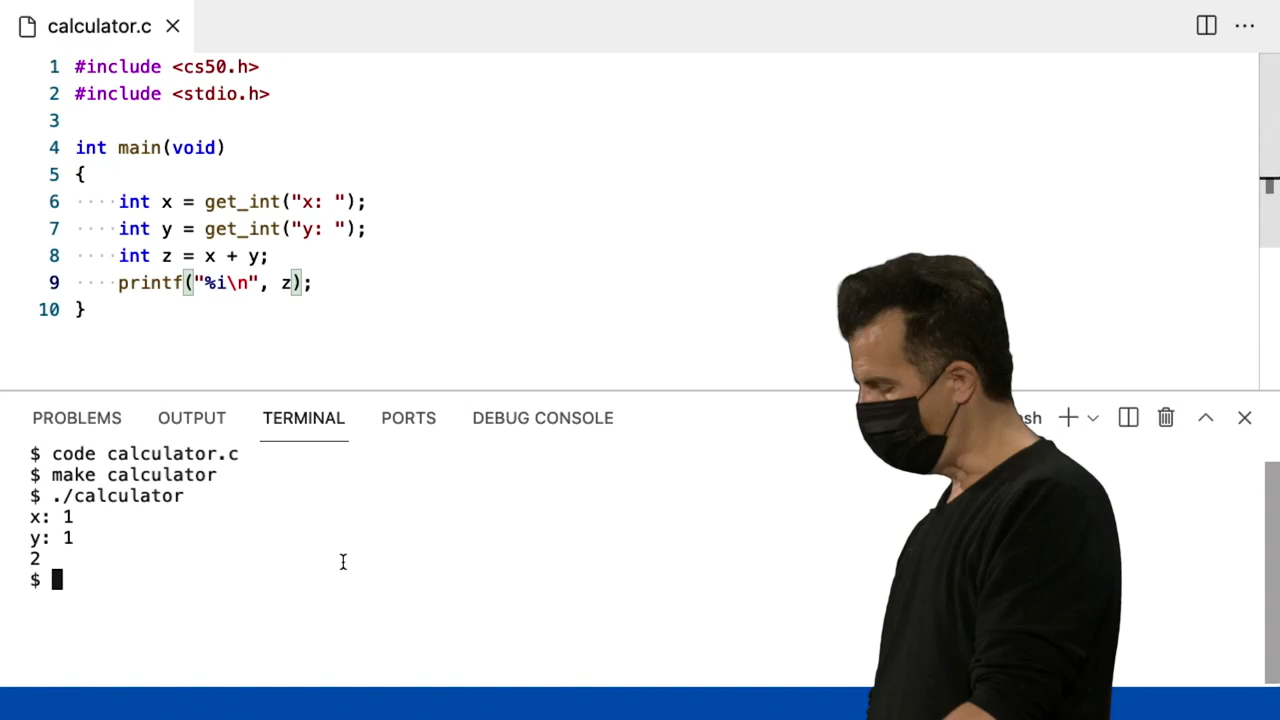 calculator.c
1 #include <cs50.h>
2 #include <stdio.h>
3
4 int main(void)
5 {
6 ····int x = get_int("x: ");
7 ····int y = get_int("y: ");
8 ····int z = x + y;
9 ····printf("%i\n", z);
10 }
PROBLEMS OUTPUT TERMINAL PORTS DEBUG CONSOLE sh
$ code calculator.c
$ make calculator
$ ./calculator
x: 1
y: 1
2
$